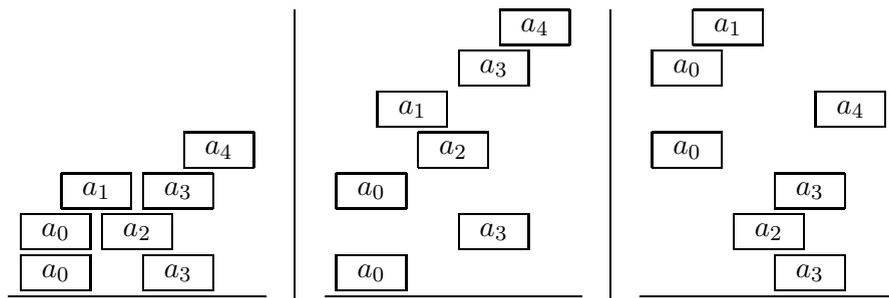 a₄ a₁
a₃ a₀
a₁ a₄
a₄ a₂ a₀
a₁ a₃ a₀ a₃
a₀ a₂ a₃ a₂
a₀ a₃ a₀ a₃